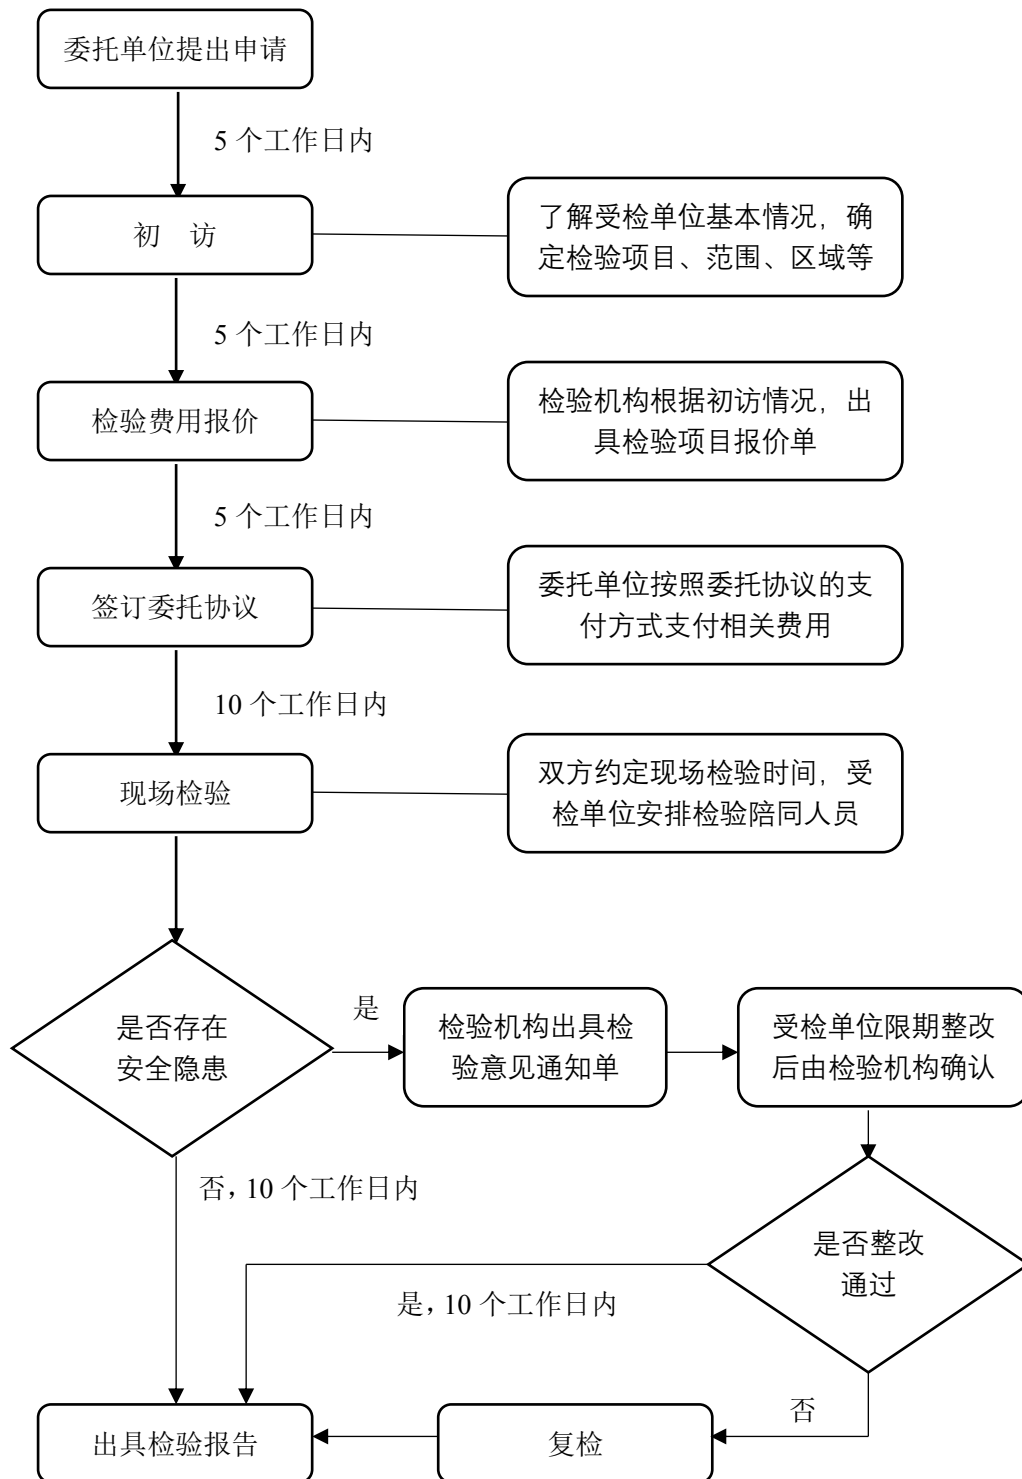 委托单位提出申请
5 个工作日内
初 访
了解受检单位基本情况，确
定检验项目、范围、区域等
5 个工作日内
检验费用报价
检验机构根据初访情况，出
具检验项目报价单
5 个工作日内
签订委托协议
委托单位按照委托协议的支
付方式支付相关费用
10 个工作日内
现场检验
双方约定现场检验时间，受
检单位安排检验陪同人员
是否存在
安全隐患
是
检验机构出具检
验意见通知单
受检单位限期整改
后由检验机构确认
否，10 个工作日内
是否整改
通过
是，10 个工作日内
否
出具检验报告
复检